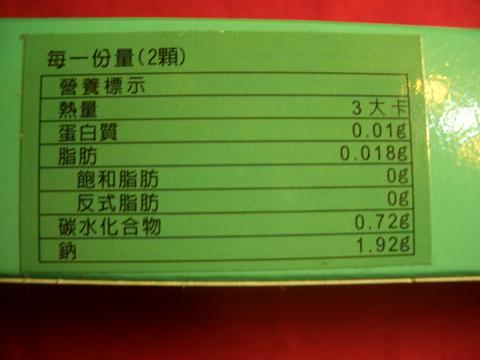 每一份量(2顆)
營養標示
熱量 3大卡
蛋白質 0.01g
脂肪 0.018g
飽和脂肪 0g
反式脂肪 0g
碳水化合物 0.72g
鈉 1.92g